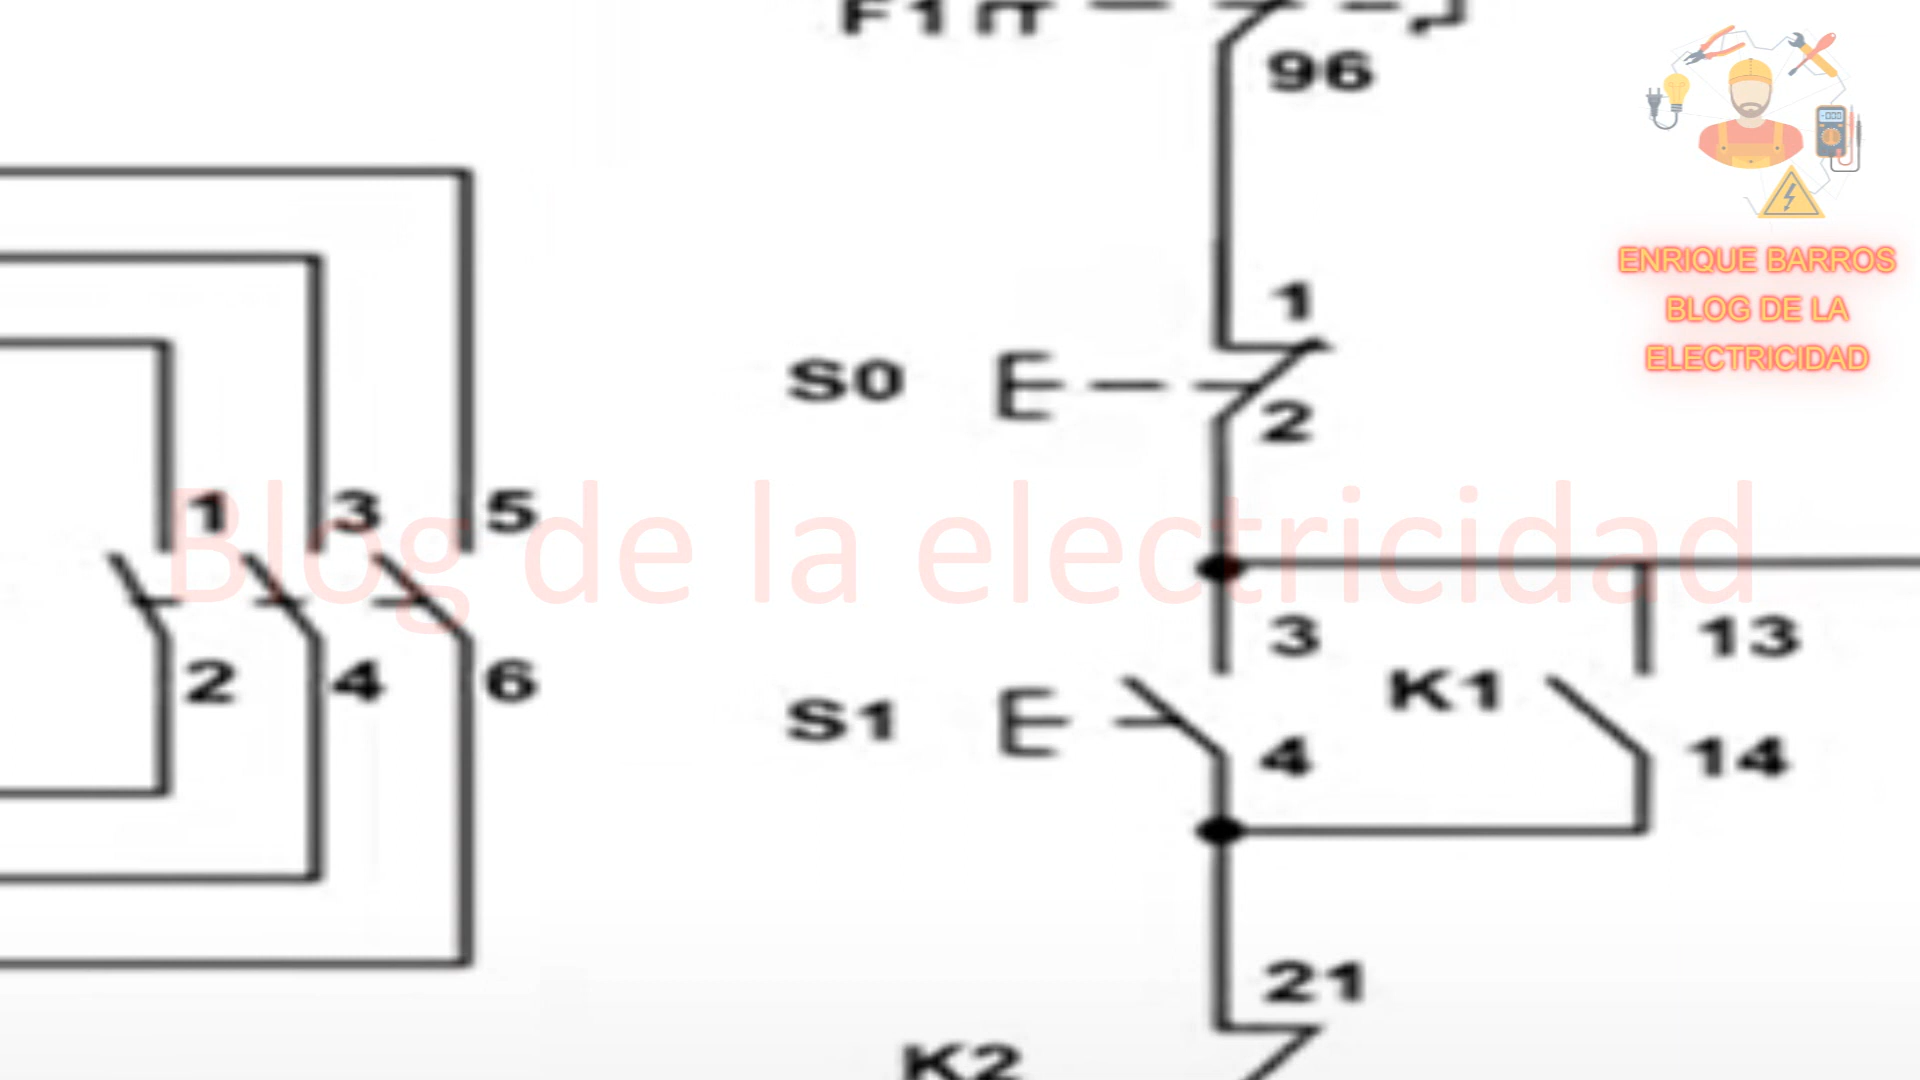 F1
96
1
S0
2
Blog de la electricidad
1 3 5
2 4 6
3
13
K1
S1
4
14
21
K2
ENRIQUE BARROS
BLOG DE LA
ELECTRICIDAD